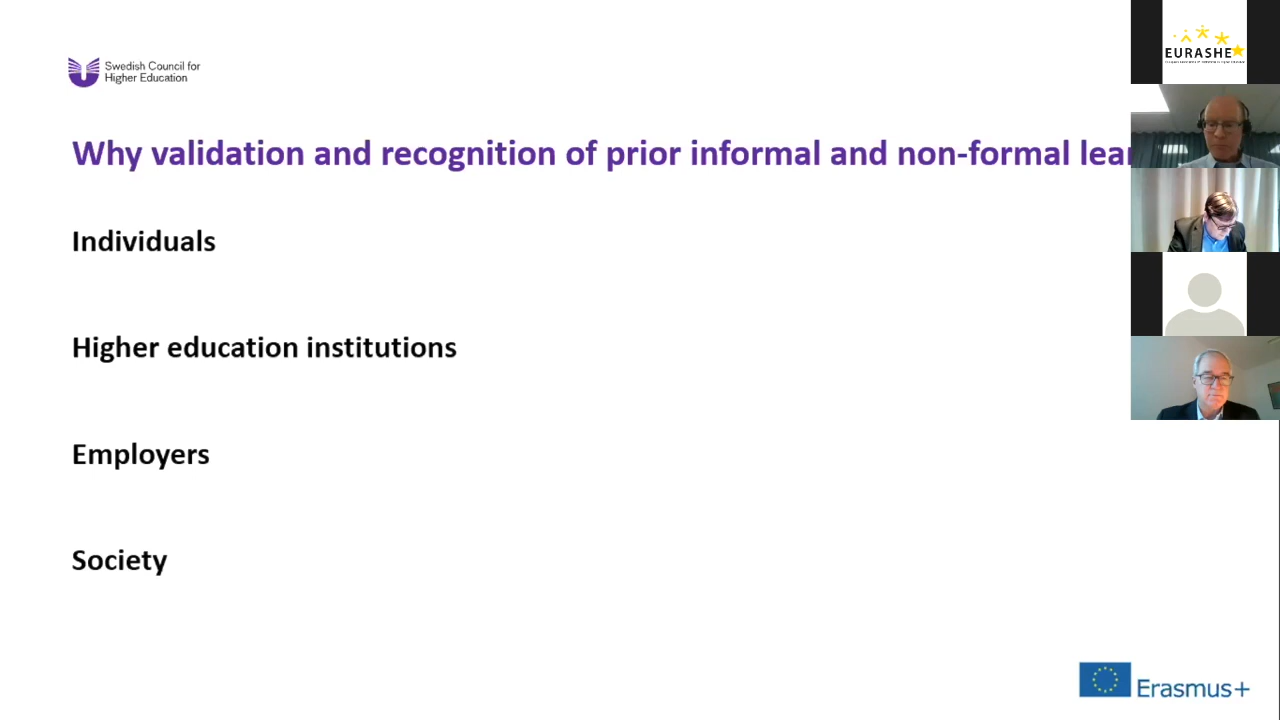 Swedish Council for
Higher Education
EURASHE
Why validation and recognition of prior informal and non-formal lear
Individuals
Higher education institutions
Employers
Society
Erasmus+